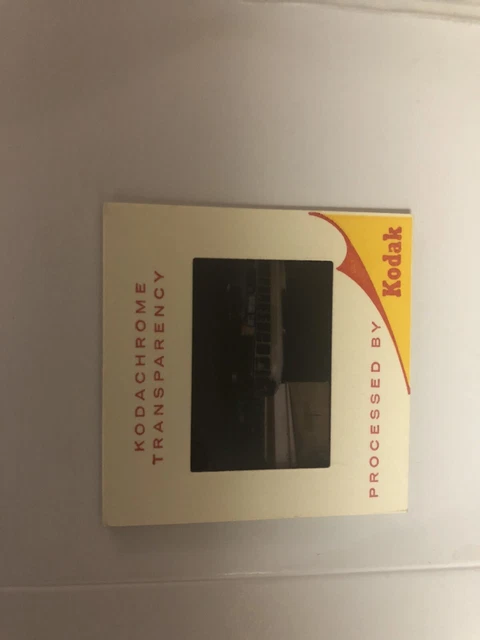 KODACHROME
TRANSPARENCY
PROCESSED BY
Kodak